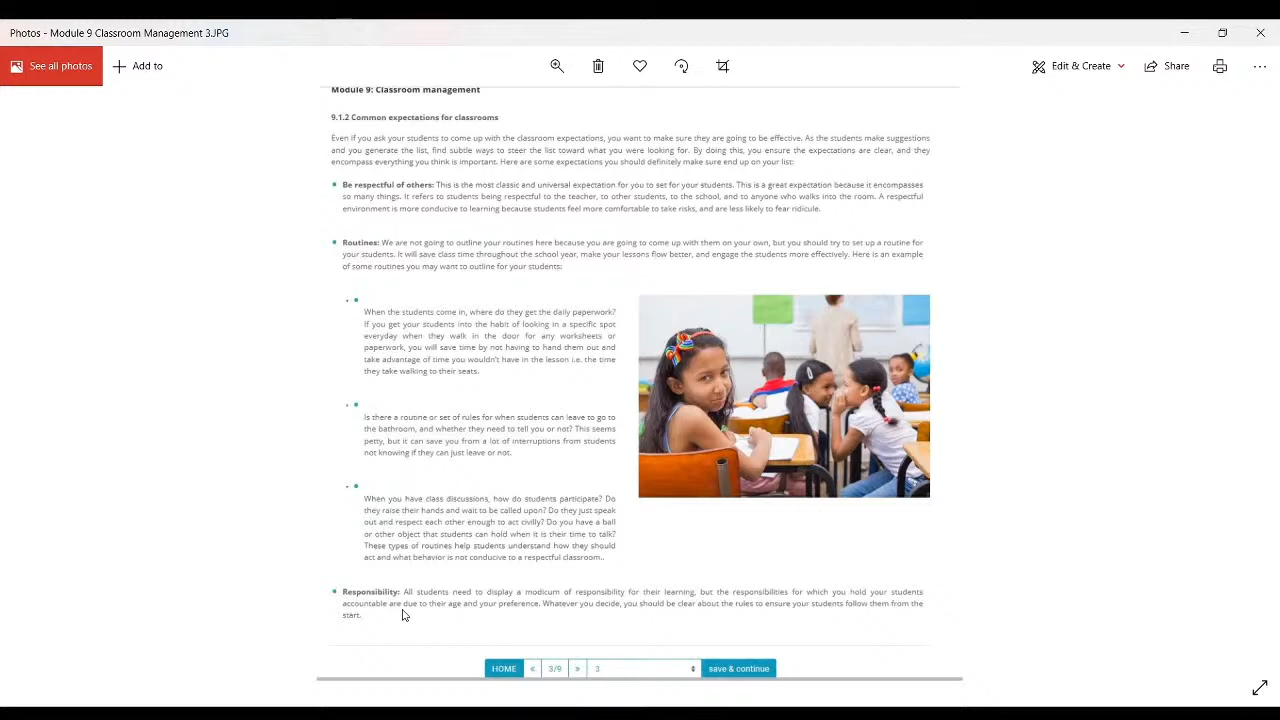 Photos - Module 9 Classroom Management 3.JPG
See all photos
Add to
Edit & Create
Share
Module 9: Classroom management
9.1.2 Common expectations for classrooms
Even if you ask your students to come up with the classroom expectations, you want to make sure they are going to be effective. As the students make suggestions
and you generate the list, find subtle ways to steer the list toward what you were looking for. By doing this, you ensure the expectations are clear, and they
encompass everything you think is important. Here are some expectations you should definitely make sure end up on your list:
Be respectful of others: This is the most classic and universal expectation for you to set for your students. This is a great expectation because it encompasses
so many things. It refers to students being respectful to the teacher, to other students, to the school, and to anyone who walks into the room. A respectful
environment is more conducive to learning because students feel more comfortable to take risks, and are less likely to fear ridicule.
Routines: We are not going to outline your routines here because you are going to come up with them on your own, but you should try to set up a routine for
your students. It will save class time throughout the school year, make your lessons flow better, and engage the students more effectively. Here is an example
of some routines you may want to outline for your students:
When the students come in, where do they get the daily paperwork?
If you get your students into the habit of looking in a specific spot
everyday when they walk in the door for any worksheets or
paperwork, you will save time by not having to hand them out and
take advantage of time you wouldn't have in the lesson i.e. the time
they take walking to their seats.
Is there a routine or set of rules for when students can leave to go to
the bathroom, and whether they need to tell you or not? This seems
petty, but it can save you from a lot of interruptions from students
not knowing if they can just leave or not.
When you have class discussions, how do students participate? Do
they raise their hands and wait to be called upon? Do they just speak
out and respect each other enough to act civilly? Do you have a ball
or other object that students can hold when it is their time to talk?
These types of routines help students understand how they should
act and what behavior is not conducive to a respectful classroom..
Responsibility: All students need to display a modicum of responsibility for their learning, but the responsibilities for which you hold your students
accountable are due to their age and your preference. Whatever you decide, you should be clear about the rules to ensure your students follow them from the
start.
HOME « 3/9 » 3 save & continue